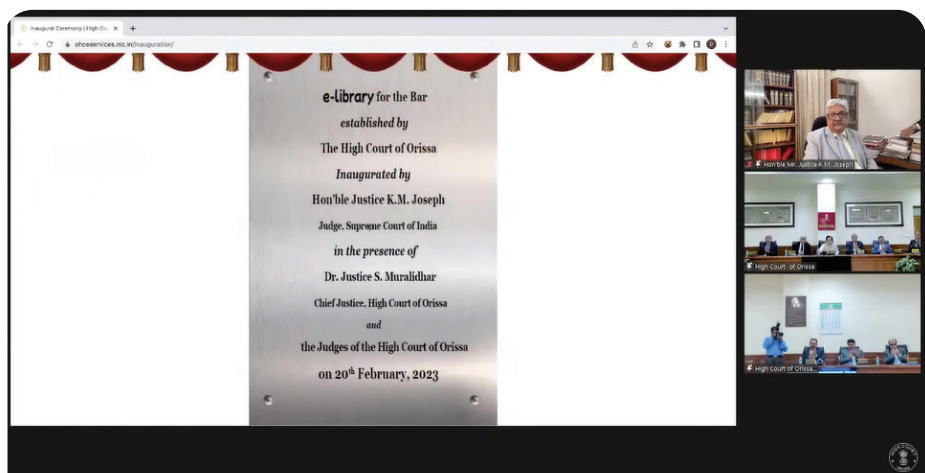 Inaugural Ceremony | High Co
ohcservices.nic.in/inauguration/
e-library for the Bar
established by
The High Court of Orissa
Inaugurated by
Hon'ble Justice K.M. Joseph
Judge, Supreme Court of India
in the presence of
Dr. Justice S. Muralidhar
Chief Justice, High Court of Orissa
and
the Judges of the High Court of Orissa
on 20th February, 2023
Hon'ble Mr. Justice K.M. Joseph
High Court of Orissa
High Court of Orissa...